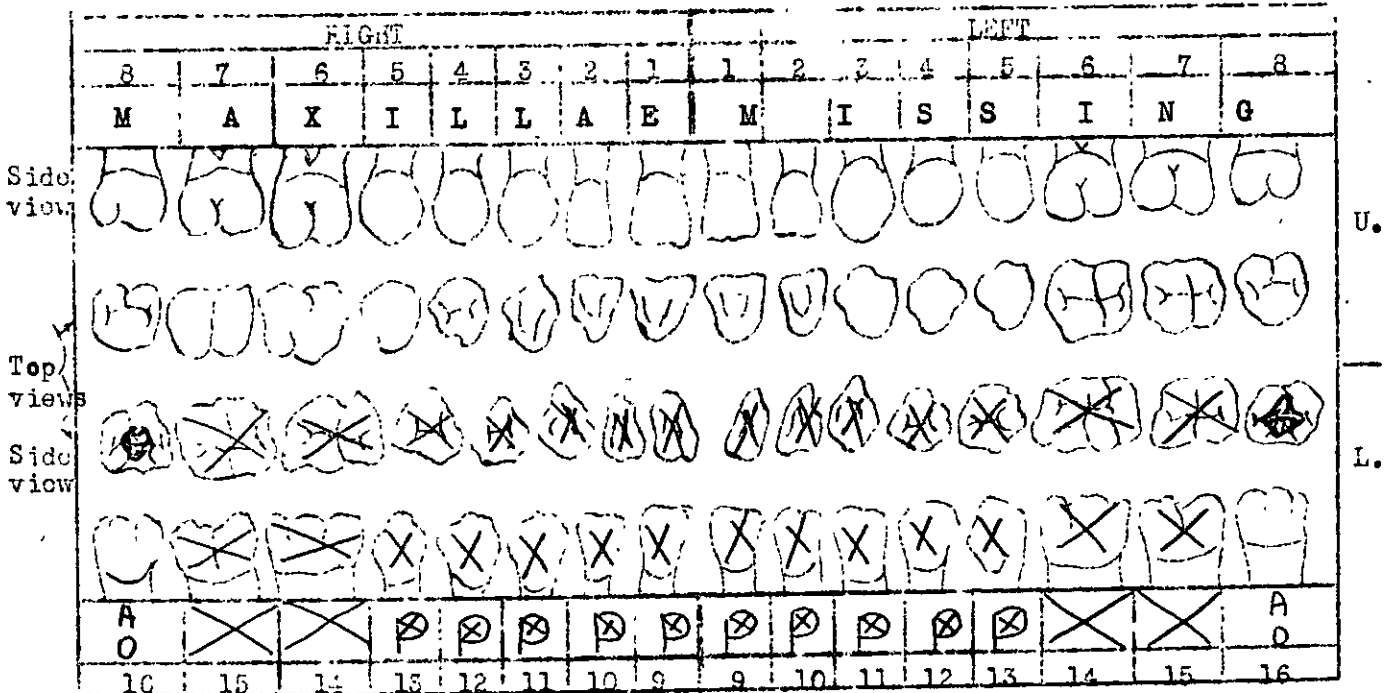 RIGHT LEFT
8 7 6 5 4 3 2 1 1 2 3 4 5 6 7 8
M A X I L L A E M I S S I N G
Side
view
U.
Top
views
Side
view
L.
A
O
A
O
P P P P P P P P P P
16 15 14 13 12 11 10 9 9 10 11 12 13 14 15 16